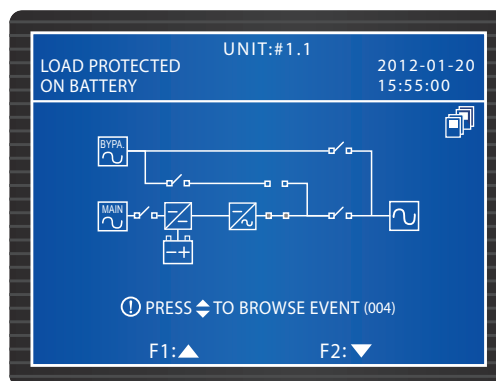 UNIT:#1.1
LOAD PROTECTED
ON BATTERY
2012-01-20
15:55:00
BYPA.
MAIN
PRESS TO BROWSE EVENT (004)
F1:
F2: